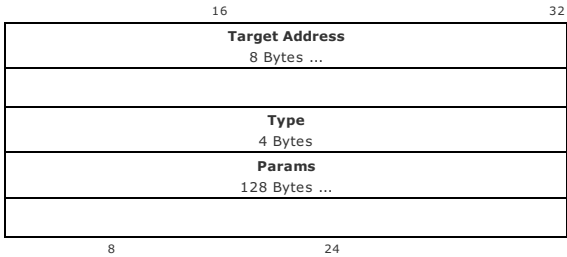 16 32
Target Address
8 Bytes ...
Type
4 Bytes
Params
128 Bytes ...
8 24